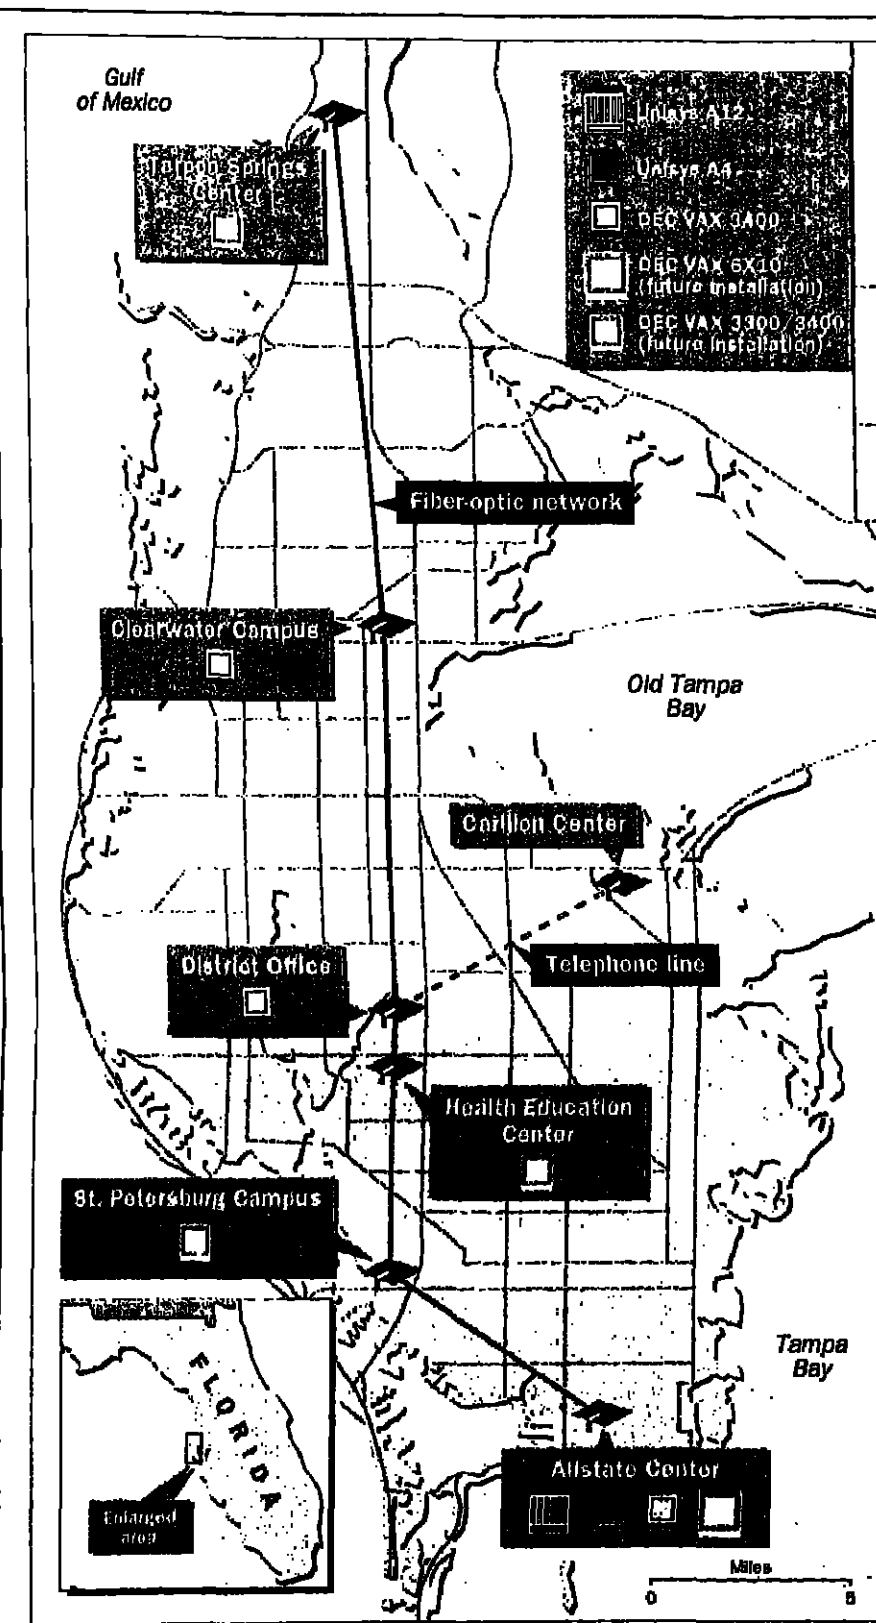 Gulf
of Mexico
Unisys A12
Unisys A4
DEC VAX 3400
DEC VAX 6X10
(future installation)
DEC VAX 3900/3400
(future installation)
Tarpon Springs
Center
Fiber-optic network
Clearwater Campus
Old Tampa
Bay
Carillon Center
District Office
Telephone line
Health Education
Center
St. Petersburg Campus
Tampa
Bay
FLORIDA
Enlarged
area
Allstate Center
Miles
0 5